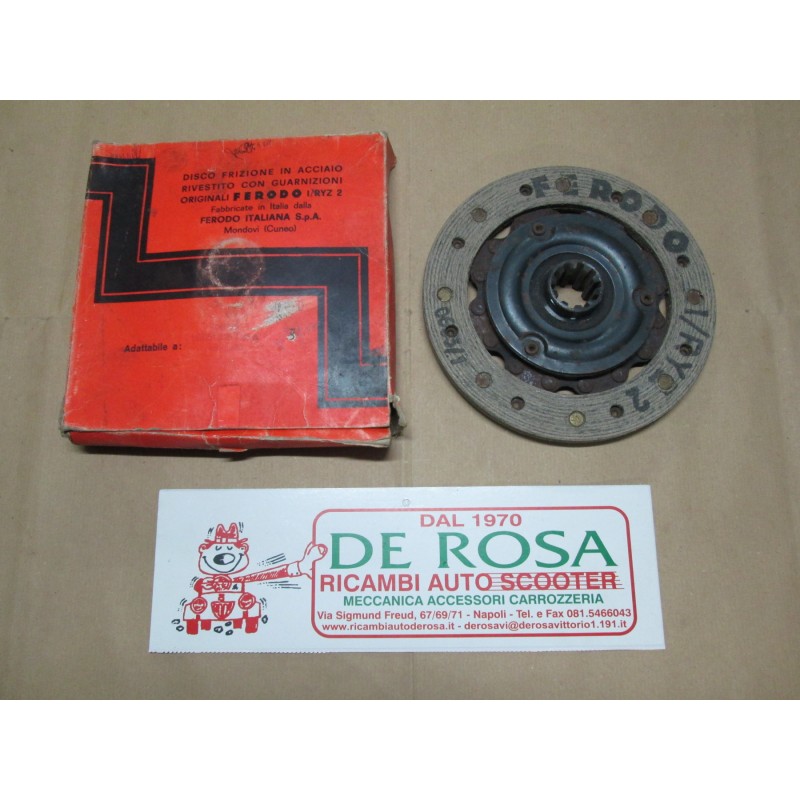 DISCO FRIZIONE IN ACCIAIO
RIVESTITO CON GUARNIZIONI
ORIGINALI FERODO I/RYZ 2
Fabbricate in Italia dalla
FERODO ITALIANA S.p.A.
Mondovì (Cuneo)
Adattabile a:
FERODO I/RYZ 2
DAL 1970
DE ROSA
RICAMBI AUTO SCOOTER
MECCANICA ACCESSORI CARROZZERIA
Via Sigmund Freud, 67/69/71 - Napoli - Tel. e Fax 081.5466043
www.ricambiautoderosa.it - derosavi@derosavittorio1.191.it